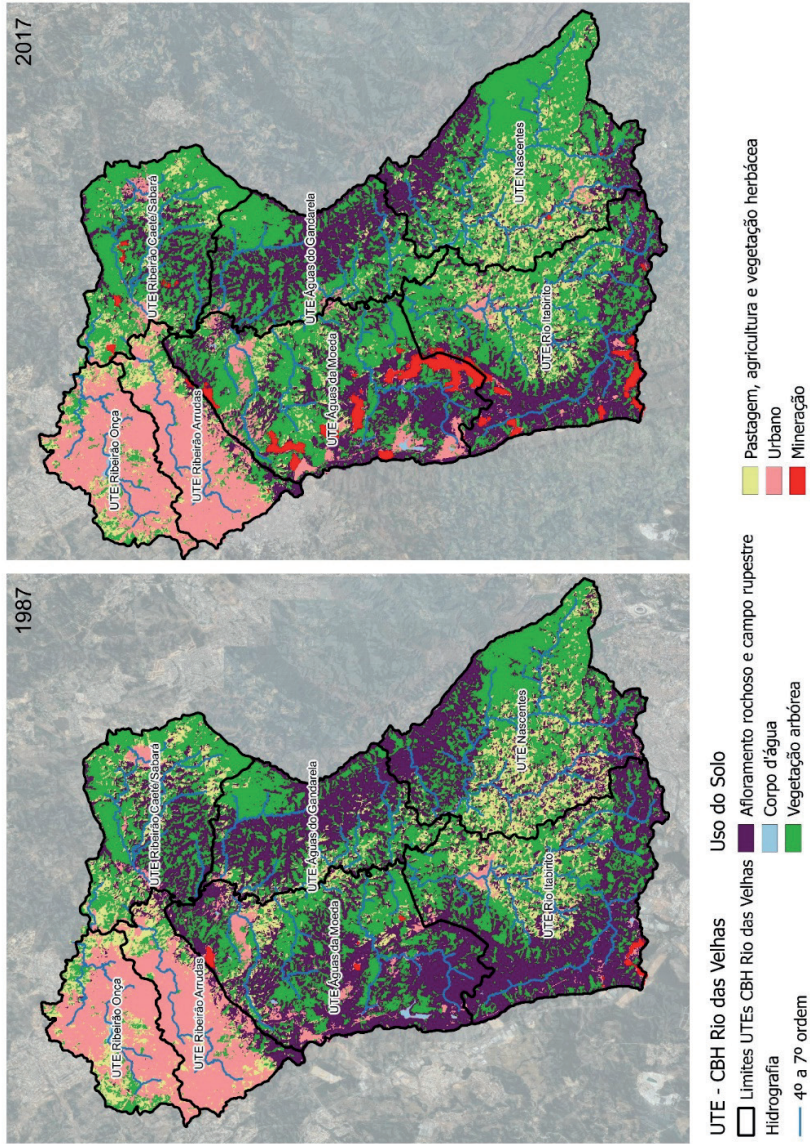 1987
UTE Ribeirão Onça
UTE Ribeirão Arrudas
UTE Ribeirão Caeté/Sabará
UTE Águas da Moeda
UTE Águas do Gandarela
UTE Rio Itabirito
UTE Nascentes
2017
UTE Ribeirão Onça
UTE Ribeirão Arrudas
UTE Ribeirão Caeté/Sabará
UTE Águas da Moeda
UTE Águas do Gandarela
UTE Rio Itabirito
UTE Nascentes
UTE - CBH Rio das Velhas
Limites UTEs CBH Rio das Velhas
Hidrografia
4º a 7º ordem
Uso do Solo
Afloramento rochoso e campo rupestre
Corpo d'água
Vegetação arbórea
Pastagem, agricultura e vegetação herbácea
Urbano
Mineração